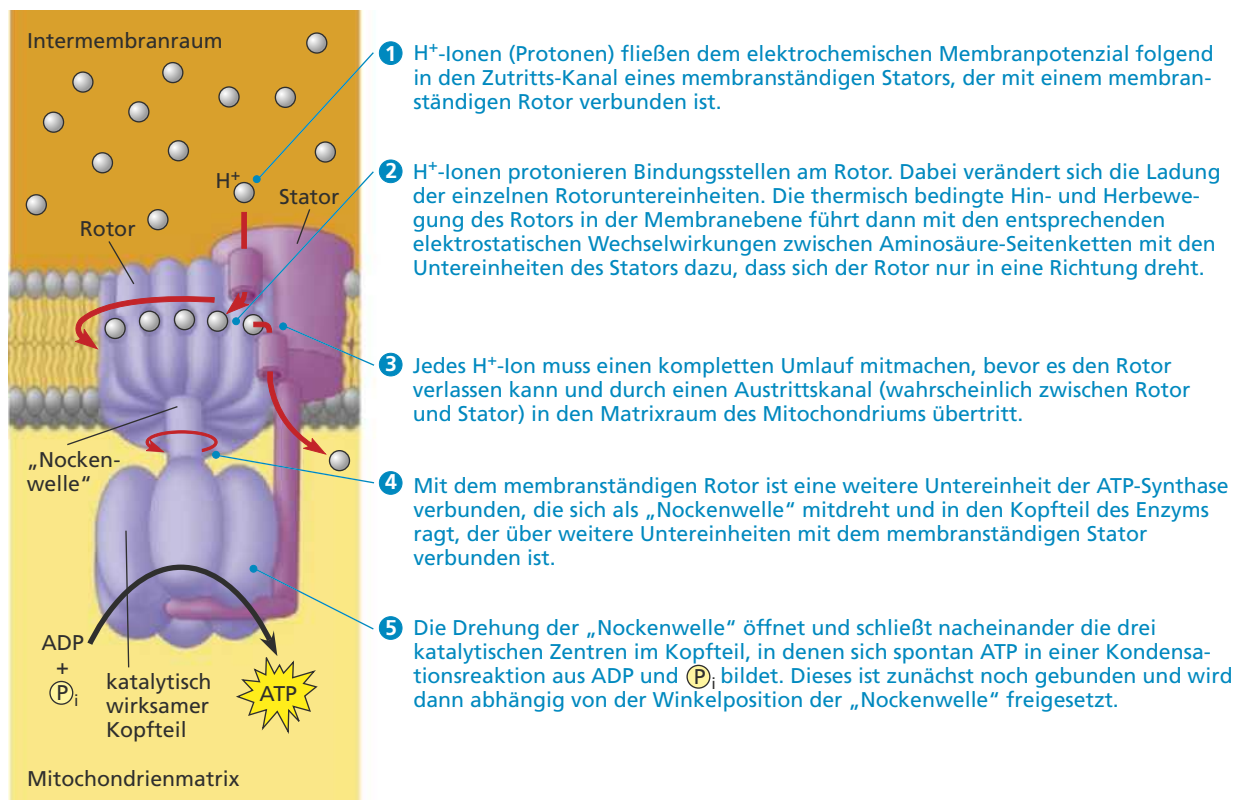 Intermembranraum
H⁺
Stator
Rotor
„Nocken-
welle“
ADP
+
Pᵢ
katalytisch
wirksamer
Kopfteil
ATP
Mitochondrienmatrix
1 H⁺-Ionen (Protonen) fließen dem elektrochemischen Membranpotenzial folgend
in den Zutritts-Kanal eines membranständigen Stators, der mit einem membran-
ständigen Rotor verbunden ist.
2 H⁺-Ionen protonieren Bindungsstellen am Rotor. Dabei verändert sich die Ladung
der einzelnen Rotoruntereinheiten. Die thermisch bedingte Hin- und Herbewe-
gung des Rotors in der Membranebene führt dann mit den entsprechenden
elektrostatischen Wechselwirkungen zwischen Aminosäure-Seitenketten mit den
Untereinheiten des Stators dazu, dass sich der Rotor nur in eine Richtung dreht.
3 Jedes H⁺-Ion muss einen kompletten Umlauf mitmachen, bevor es den Rotor
verlassen kann und durch einen Austrittskanal (wahrscheinlich zwischen Rotor
und Stator) in den Matrixraum des Mitochondriums übertritt.
4 Mit dem membranständigen Rotor ist eine weitere Untereinheit der ATP-Synthase
verbunden, die sich als „Nockenwelle“ mitdreht und in den Kopfteil des Enzyms
ragt, der über weitere Untereinheiten mit dem membranständigen Stator
verbunden ist.
5 Die Drehung der „Nockenwelle“ öffnet und schließt nacheinander die drei
katalytischen Zentren im Kopfteil, in denen sich spontan ATP in einer Kondensa-
tionsreaktion aus ADP und Pᵢ bildet. Dieses ist zunächst noch gebunden und wird
dann abhängig von der Winkelposition der „Nockenwelle“ freigesetzt.